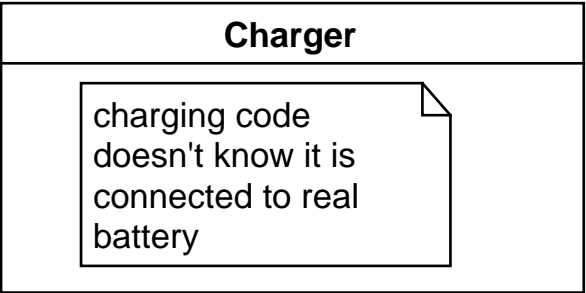 Charger
charging code
doesn't know it is
connected to real
battery